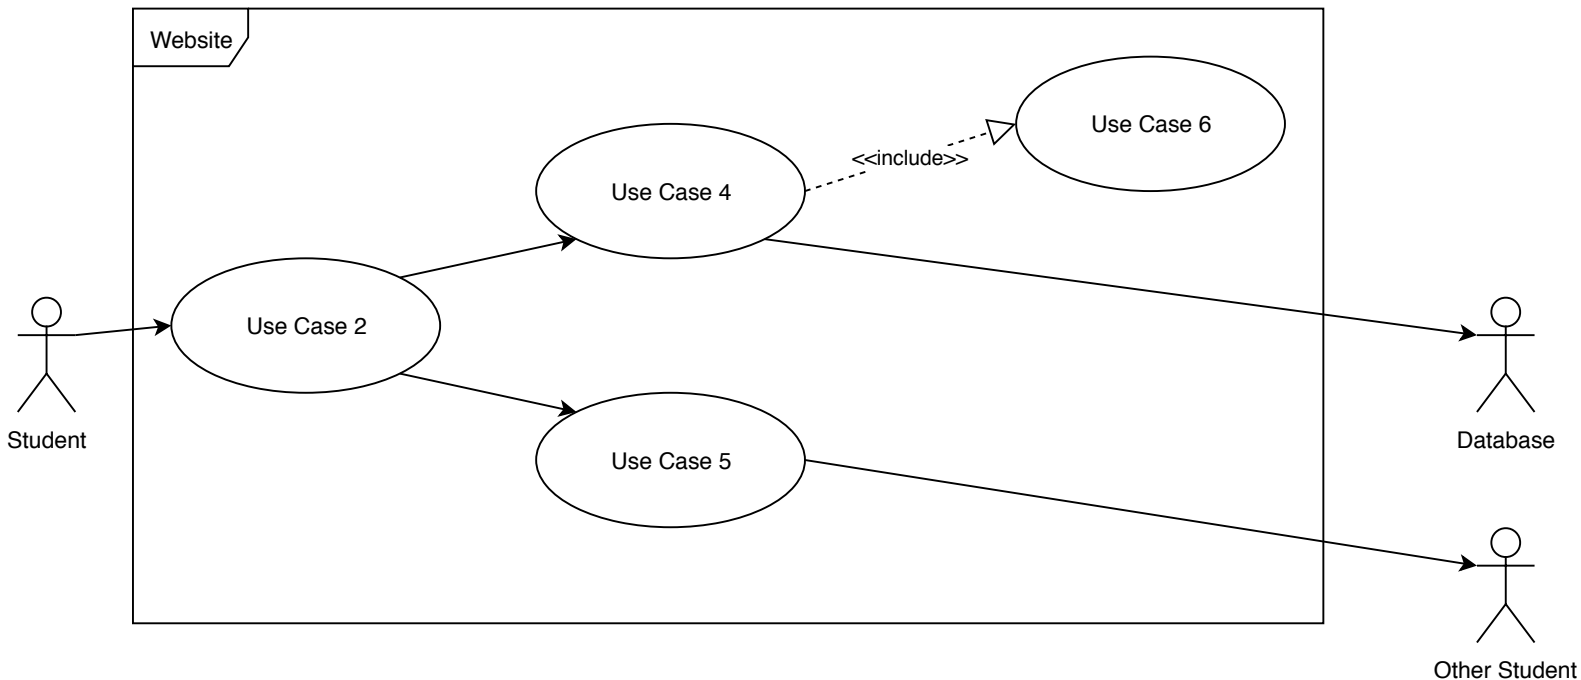 Website
Use Case 6
<<include>>
Use Case 4
Use Case 2
Student
Database
Use Case 5
Other Student